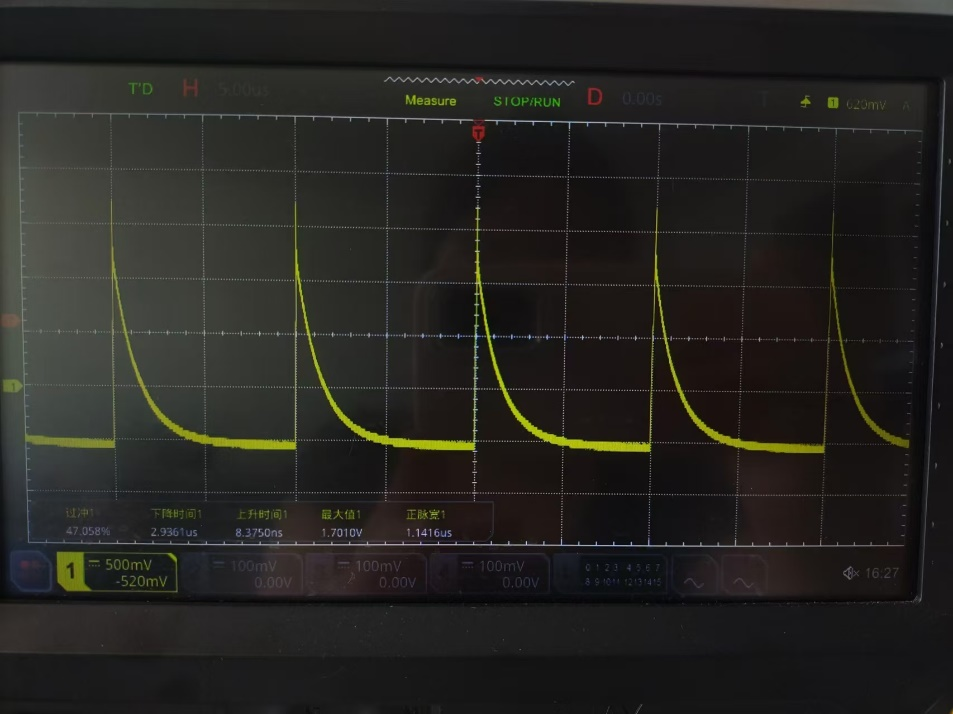 T'D H 5.00us
Measure STOP/RUN D 0.00s T 1 620mV A
T
1
过冲1 下降时间1 上升时间1 最大值1 正脉宽1
47.058% 2.9361us 8.3750ns 1.7010V 1.1416us
1 500mV 100mV 100mV 100mV 0 1 2 3 4 5 6 7
-520mV 0.00V 0.00V 0.00V 8 9 10 11 12 13 14 15
16:27